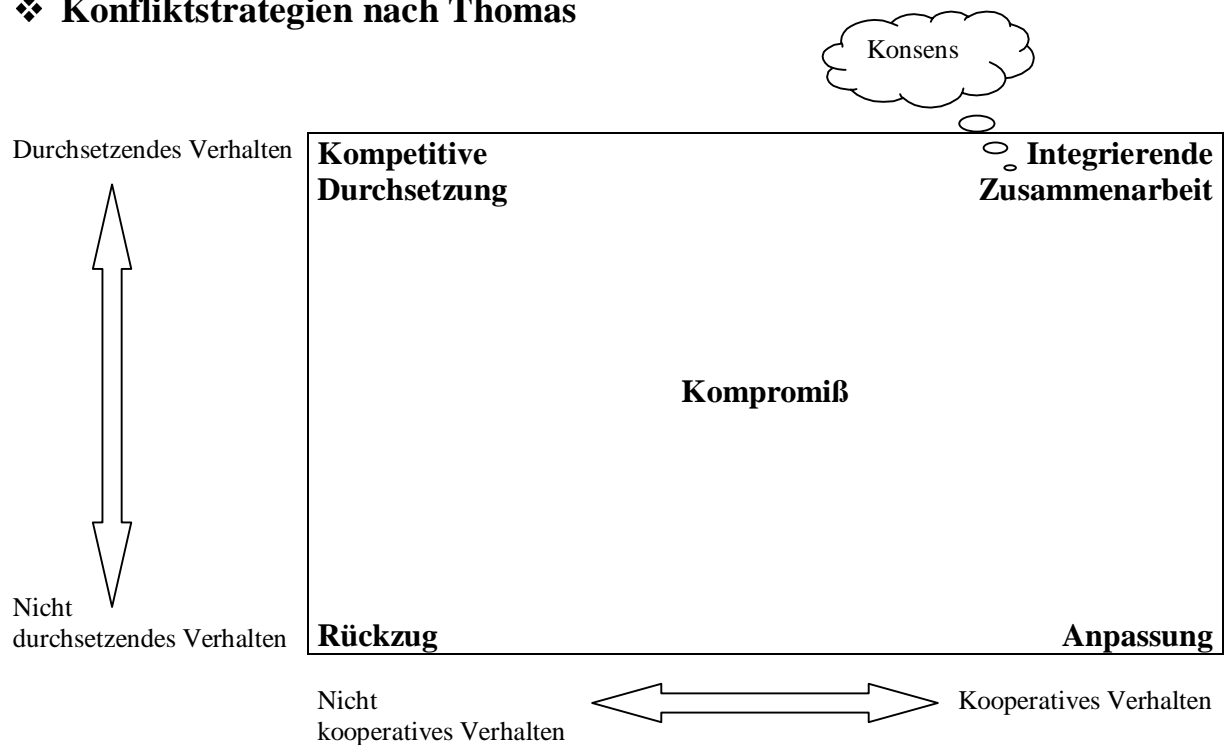 ❖ Konfliktstrategien nach Thomas
Konsens
Durchsetzendes Verhalten
Kompetitive
Durchsetzung
Integrierende
Zusammenarbeit
Kompromiß
Nicht
durchsetzendes Verhalten
Rückzug
Anpassung
Nicht
kooperatives Verhalten
Kooperatives Verhalten